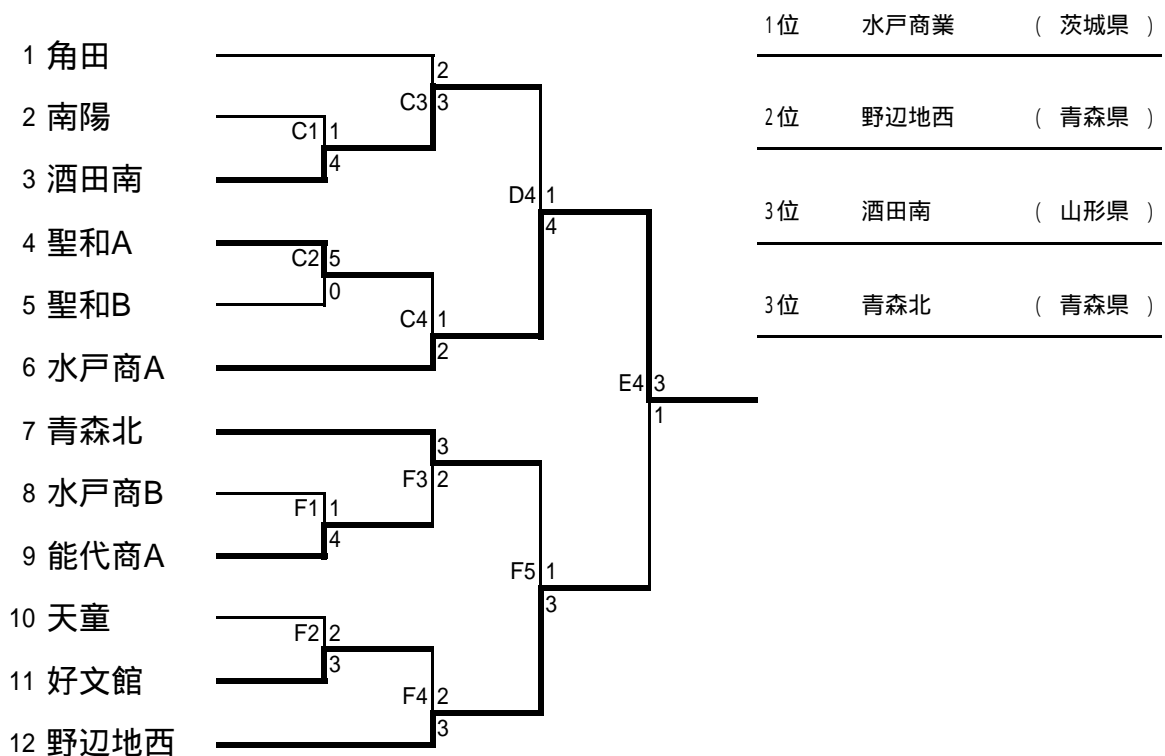 1位 水戸商業 ( 茨城県 )
2位 野辺地西 ( 青森県 )
3位 酒田南 ( 山形県 )
3位 青森北 ( 青森県 )
1 角田
2 南陽
3 酒田南
4 聖和A
5 聖和B
6 水戸商A
7 青森北
8 水戸商B
9 能代商A
10 天童
11 好文館
12 野辺地西
C1 1
4
C2 5
0
F1 1
4
F2 2
3
2
C3 3
C4 1
2
3
F3 2
F4 2
3
D4 1
4
F5 1
3
E4 3
1